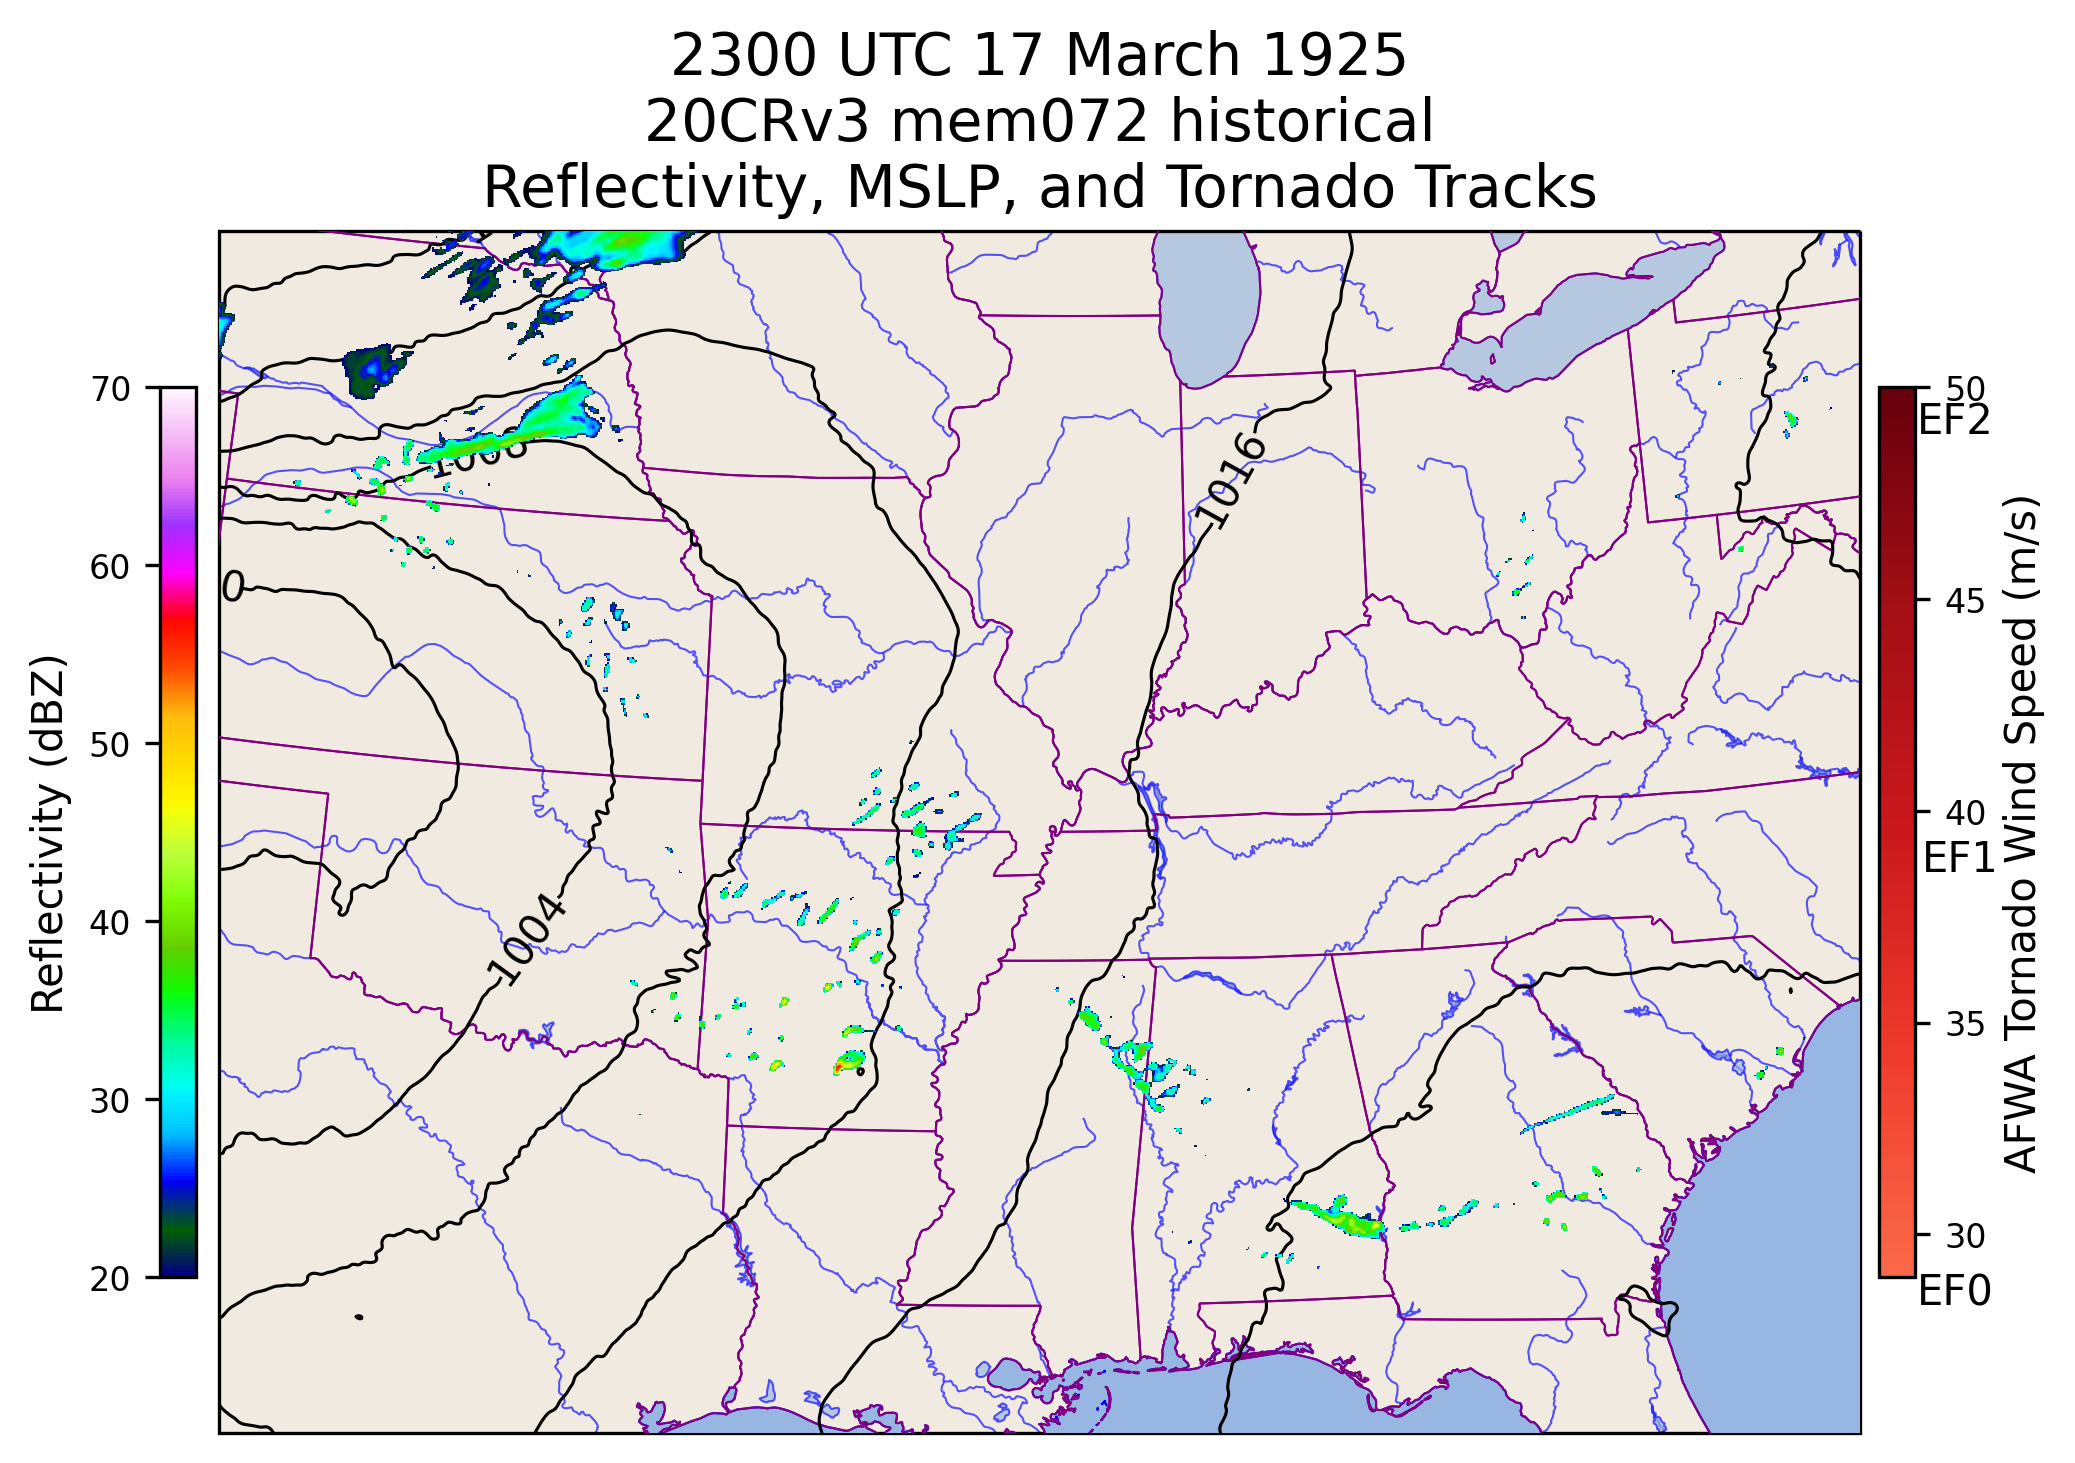 2300 UTC 17 March 1925
20CRv3 mem072 historical
Reflectivity, MSLP, and Tornado Tracks
Reflectivity (dBZ)
70
60
50
40
30
20
1008
1016
0
1004
50
EF2
45
40
EF1
35
30
EF0
AFWA Tornado Wind Speed (m/s)